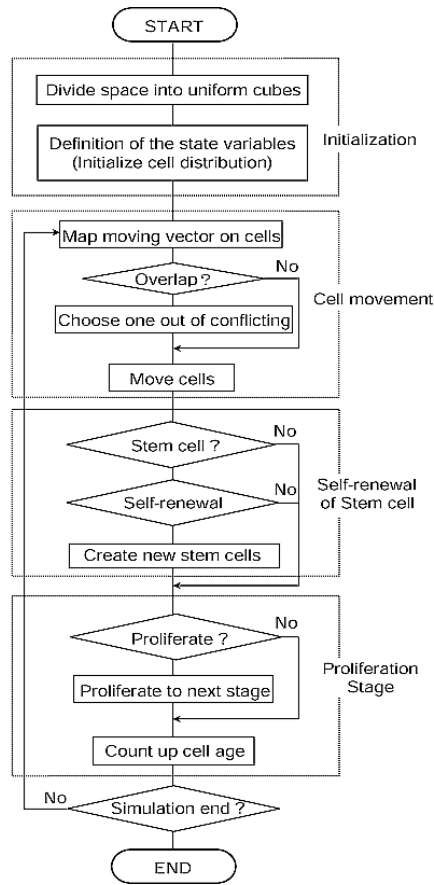 START
Divide space into uniform cubes
Definition of the state variables
(Initialize cell distribution)
Initialization
Map moving vector on cells
Overlap ?
No
Choose one out of conflicting
Cell movement
Move cells
Stem cell ?
No
Self-renewal
No
Self-renewal
of Stem cell
Create new stem cells
Proliferate ?
No
Proliferate to next stage
Proliferation
Stage
Count up cell age
No
Simulation end ?
END